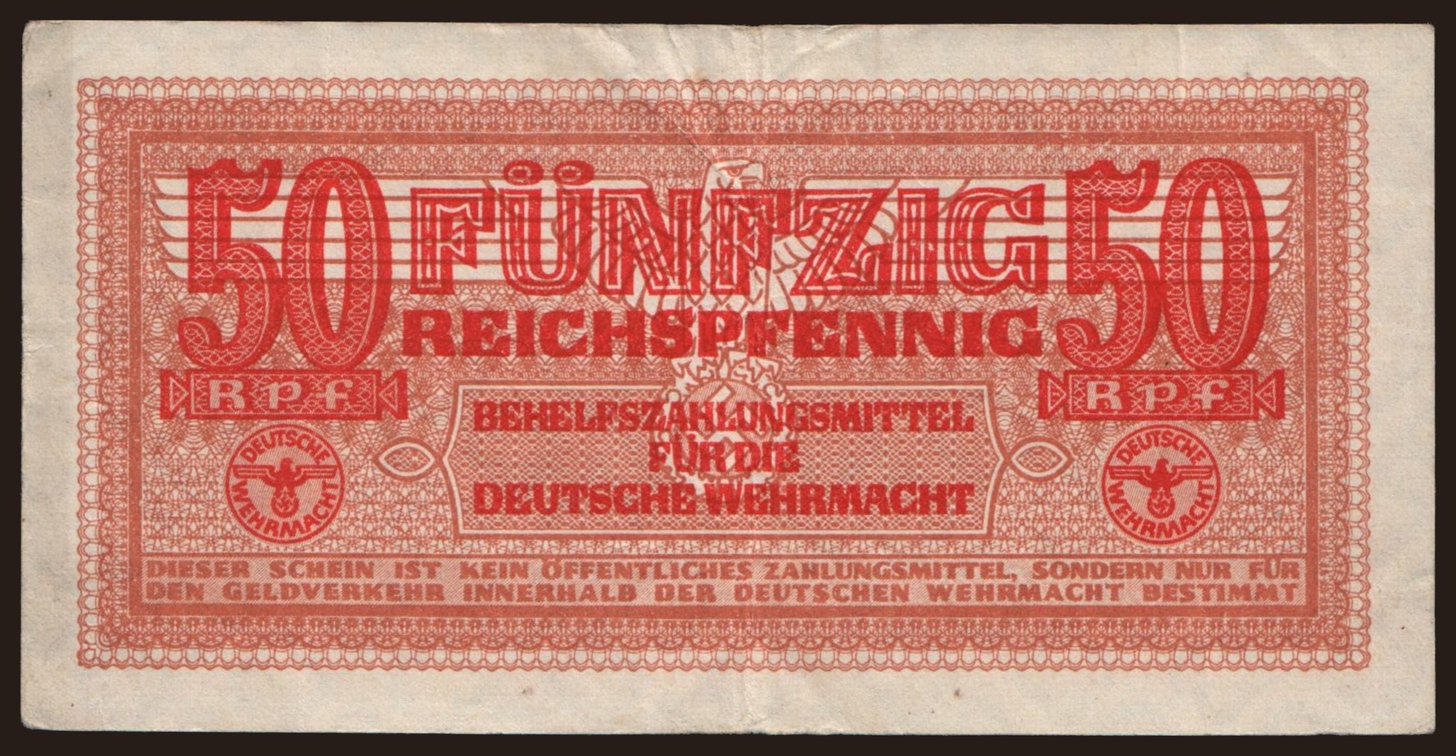 50 FÜNFZIG 50
REICHSPFENNIG
Rpf Rpf
BEHELFSZAHLUNGSMITTEL
FÜR DIE
DEUTSCHE WEHRMACHT
DEUTSCHE WEHRMACHT
DEUTSCHE WEHRMACHT
DIESER SCHEIN IST KEIN ÖFFENTLICHES ZAHLUNGSMITTEL, SONDERN NUR FÜR
DEN GELDVERKEHR INNERHALB DER DEUTSCHEN WEHRMACHT BESTIMMT